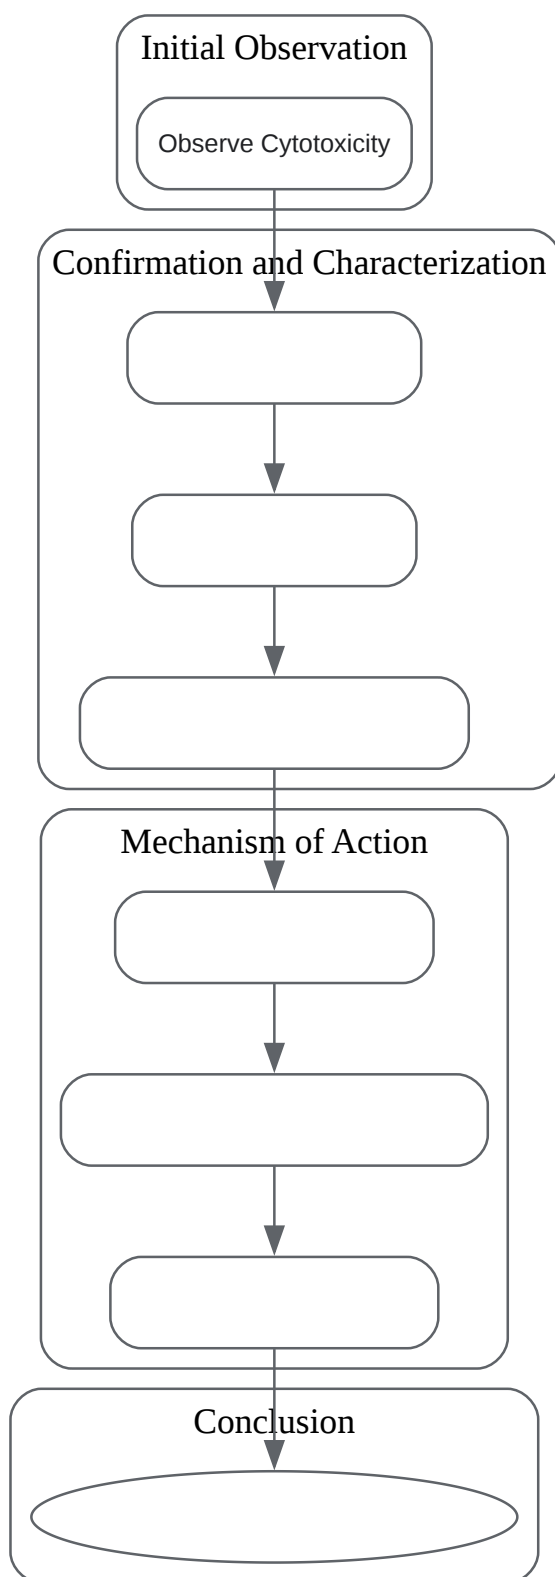 Initial Observation
Observe Cytotoxicity
Confirmation and Characterization
Mechanism of Action
Conclusion